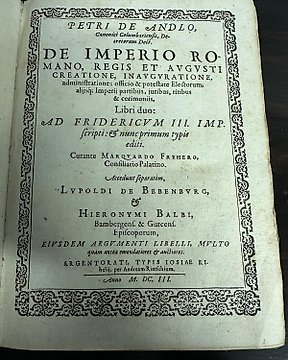 PETRI DE ANDLO,
Canonici Columbariensis, De-
cretorum Doct.
DE IMPERIO RO-
MANO, REGIS ET AVGVSTI
CREATIONE, INAVGVRATIONE,
administratione; officio & potestate Electorum;
aliisq; Imperii partibus, iuribus, ritibus
& cerimoniis,
Libri duo:
AD FRIDERICVM III. IMP.
scripti: & nunc primum typis
editi.
Curante MARQVARDO FREHERO,
Consiliario Palatino.
Accedunt separatim,
LVPOLDI DE BEBENBVRG,
&
HIERONYMI BALBI,
Bambergens. & Gurcens.
Episcoporum,
EIVSDEM ARGVMENTI LIBELLI, MVLTO
quam antea emendatiores & auctiores.
ARGENTORATI, TYPIS IOSIAE RI-
helii, per Andream Rietschium.
Anno M. DC. III.